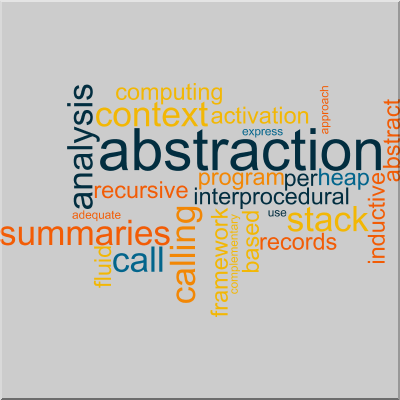 computing
approach
analysis
context
activation
express
abstraction
abstract
program
per
heap
recursive
interprocedural
adequate
use
summaries
calling
framework
complementary
based
stack
inductive
records
fluid
call